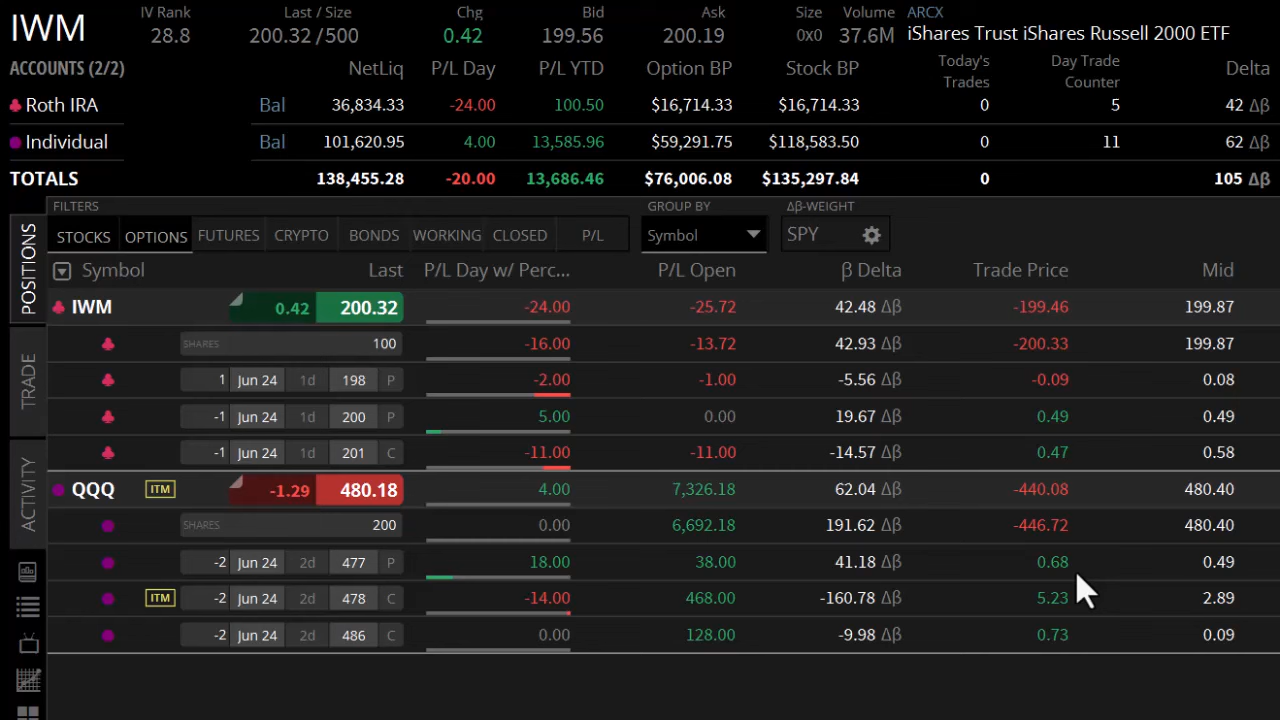 IWM IV Rank Last / Size Chg Bid Ask Size Volume ARCX
28.8 200.32 /500 0.42 199.56 200.19 0x0 37.6M iShares Trust iShares Russell 2000 ETF
ACCOUNTS (2/2) NetLiq P/L Day P/L YTD Option BP Stock BP Today's Trades Day Trade Counter Delta
Roth IRA Bal 36,834.33 -24.00 100.50 $16,714.33 $16,714.33 0 5 42 Δβ
Individual Bal 101,620.95 4.00 13,585.96 $59,291.75 $118,583.50 0 11 62 Δβ
TOTALS 138,455.28 -20.00 13,686.46 $76,006.08 $135,297.84 0 105 Δβ
FILTERS GROUP BY Δβ-WEIGHT
STOCKS OPTIONS FUTURES CRYPTO BONDS WORKING CLOSED P/L Symbol SPY
POSITIONS
TRADE
ACTIVITY
Symbol Last P/L Day w/ Perc... P/L Open β Delta Trade Price Mid
IWM 0.42 200.32 -24.00 -25.72 42.48 Δβ -199.46 199.87
SHARES 100 -16.00 -13.72 42.93 Δβ -200.33 199.87
1 Jun 24 1d 198 P -2.00 -1.00 -5.56 Δβ -0.09 0.08
-1 Jun 24 1d 200 P 5.00 0.00 19.67 Δβ 0.49 0.49
-1 Jun 24 1d 201 C -11.00 -11.00 -14.57 Δβ 0.47 0.58
QQQ ITM -1.29 480.18 4.00 7,326.18 62.04 Δβ -440.08 480.40
SHARES 200 0.00 6,692.18 191.62 Δβ -446.72 480.40
-2 Jun 24 2d 477 P 18.00 38.00 41.18 Δβ 0.68 0.49
ITM -2 Jun 24 2d 478 C -14.00 468.00 -160.78 Δβ 5.23 2.89
-2 Jun 24 2d 486 C 0.00 128.00 -9.98 Δβ 0.73 0.09